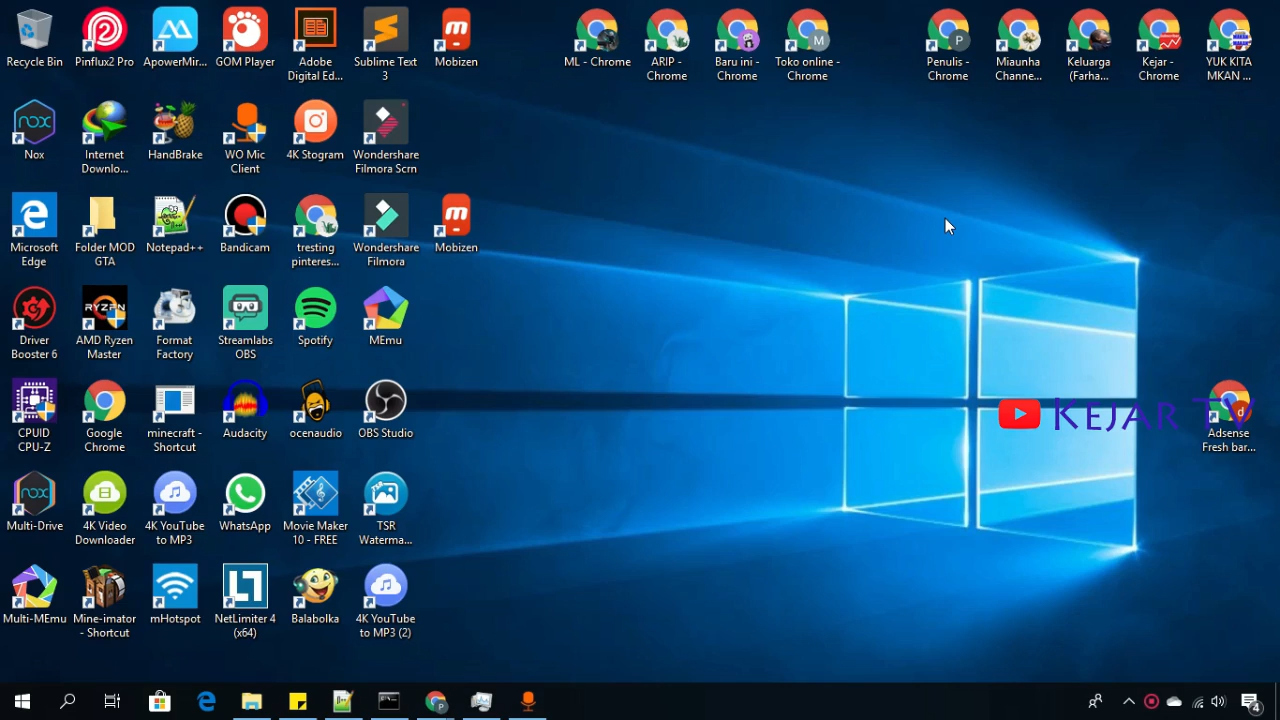 Recycle Bin
Pinflux2 Pro
ApowerMir...
GOM Player
Adobe
Digital Ed...
Sublime Text
3
Mobizen
ML - Chrome
ARIP -
Chrome
Baru ini -
Chrome
M
Toko online -
Chrome
P
Penulis -
Chrome
Miaunha
Channe...
Keluarga
(Farha...
Kejar -
Chrome
YUK KITA
MKAN ...
nox
Nox
Internet
Downlo...
HandBrake
WO Mic
Client
4K Stogram
Wondershare
Filmora Scrn
Microsoft
Edge
Folder MOD
GTA
Notepad++
Bandicam
tresting
pinteres...
Wondershare
Filmora
Mobizen
Driver
Booster 6
RYZEN
AMD Ryzen
Master
Format
Factory
Streamlabs
OBS
Spotify
MEmu
CPUID
CPU-Z
Google
Chrome
minecraft -
Shortcut
Audacity
ocenaudio
OBS Studio
Kejar TV
d
Adsense
Fresh bar...
nox
Multi-Drive
4K Video
Downloader
4K YouTube
to MP3
WhatsApp
Movie Maker
10 - FREE
TSR
Waterma...
Multi-MEmu
Mine-imator
- Shortcut
mHotspot
NetLimiter 4
(x64)
Balabolka
4K YouTube
to MP3 (2)
P
4